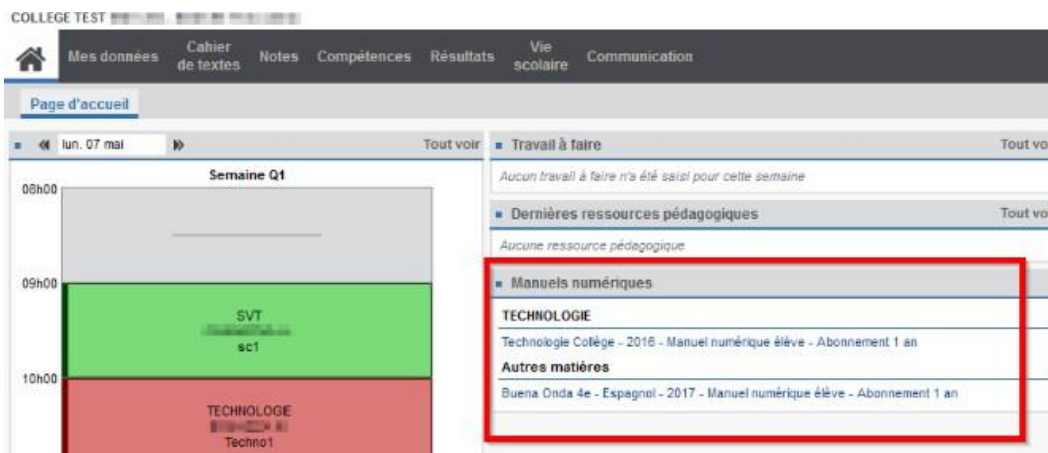 COLLEGE TEST
Mes données
Cahier
de textes
Notes
Compétences
Résultats
Vie
scolaire
Communication
Page d'accueil
lun. 07 mai
Tout voir
Semaine Q1
08h00
09h00
SVT
sc1
10h00
TECHNOLOGIE
Techno1
Travail à faire
Tout vo
Aucun travail à faire n'a été saisi pour cette semaine
Dernières ressources pédagogiques
Tout vo
Aucune ressource pédagogique
Manuels numériques
TECHNOLOGIE
Technologie Collège - 2016 - Manuel numérique élève - Abonnement 1 an
Autres matières
Buena Onda 4e - Espagnol - 2017 - Manuel numérique élève - Abonnement 1 an